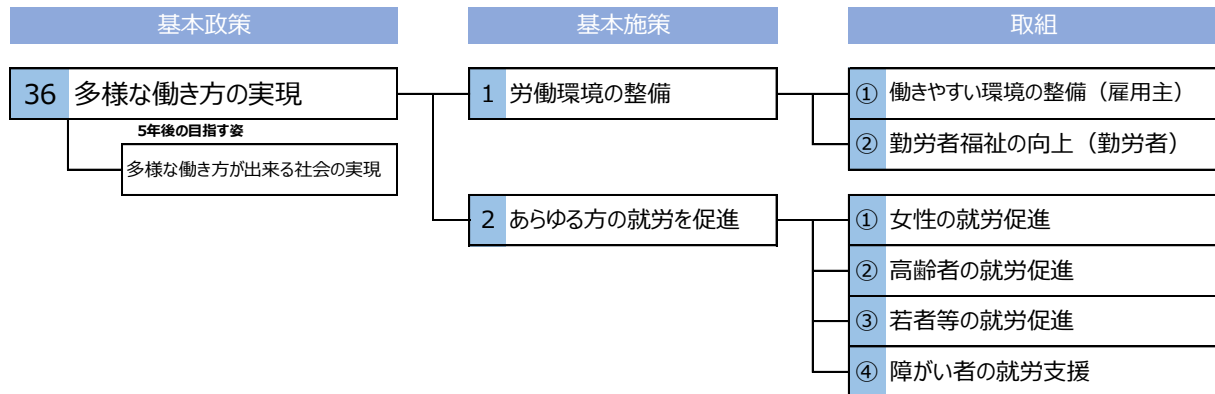 基本政策 基本施策 取組
36 多様な働き方の実現 1 労働環境の整備 ① 働きやすい環境の整備（雇用主）
5年後の目指す姿
② 勤労者福祉の向上（勤労者）
多様な働き方が出来る社会の実現
2 あらゆる方の就労を促進 ① 女性の就労促進
② 高齢者の就労促進
③ 若者等の就労促進
④ 障がい者の就労支援